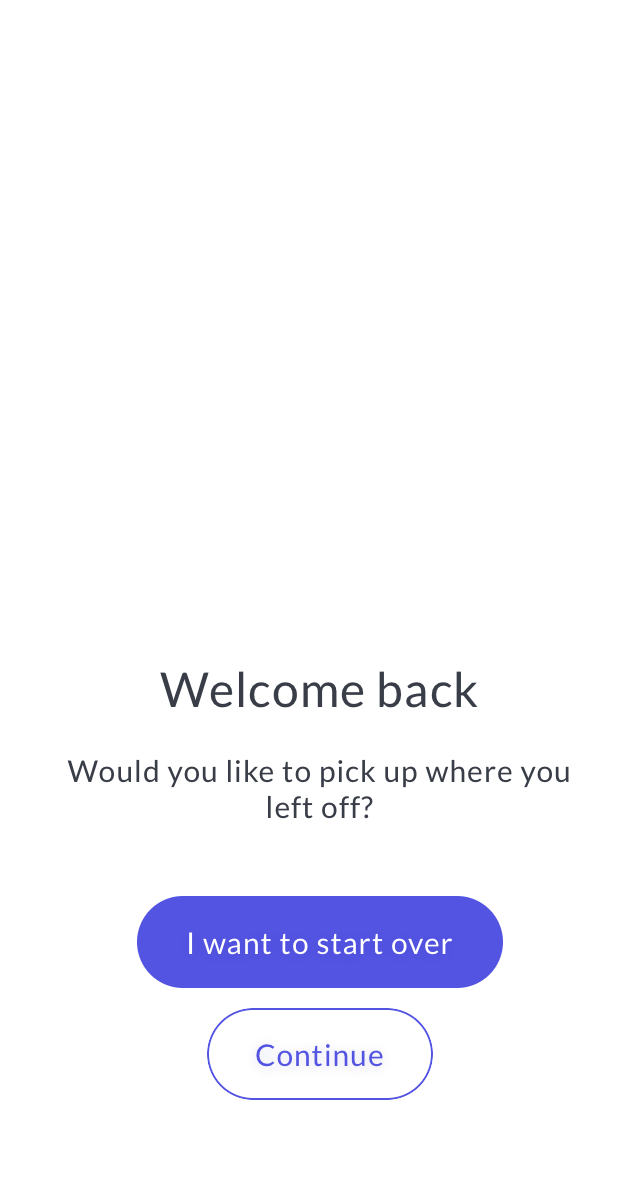 Welcome back
Would you like to pick up where you
left off?
I want to start over
Continue